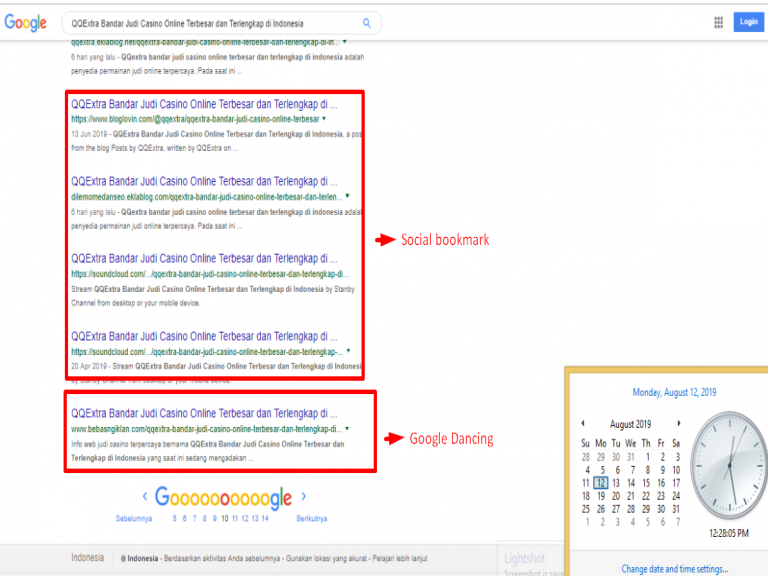 Google
QQExtra Bandar Judi Casino Online Terbesar dan Terlengkap di Indonesia
Login
qqextra.eklablog.net/qqextra-bandar-judi-casino-online-terbesar-dan-terlengkap-di-in...
6 hari yang lalu - QQExtra bandar judi casino online terbesar dan terlengkap di indonesia adalah
penyedia permainan judi online terpercaya. Pada saat ini ...
QQExtra Bandar Judi Casino Online Terbesar dan Terlengkap di ...
https://www.bloglovin.com/@qqextra/qqextra-bandar-judi-casino-online-terbesar
13 Jun 2019 - QQExtra Bandar Judi Casino Online Terbesar dan Terlengkap di Indonesia, a pos
from the blog Posts by QQExtra, written by QQExtra on ...
QQExtra Bandar Judi Casino Online Terbesar dan Terlengkap di ...
dilemomedanseo.eklablog.com/qqextra-bandar-judi-casino-online-terbesar-dan-terlen...
6 hari yang lalu - QQExtra bandar judi casino online terbesar dan terlengkap di indonesia adalah
penyedia permainan judi online terpercaya. Pada saat ini ...
Social bookmark
QQExtra Bandar Judi Casino Online Terbesar dan Terlengkap di ...
https://soundcloud.com/.../qqextra-bandar-judi-casino-online-terbesar-dan-terlengkap-di...
Stream QQExtra Bandar Judi Casino Online Terbesar dan Terlengkap di Indonesia by Stanby
Channel from desktop or your mobile device.
QQExtra Bandar Judi Casino Online Terbesar dan Terlengkap di ...
https://soundcloud.com/.../qqextra-bandar-judi-casino-online-terbesar-dan-terlengkap-...
20 Apr 2019 - Stream QQExtra Bandar Judi Casino Online Terbesar dan Terlengkap di Indonesi
by Stanby Channel from desktop or your mobile device.
QQExtra Bandar Judi Casino Online Terbesar dan Terlengkap di ...
www.bebasngiklan.com/qqextra-bandar-judi-casino-online-terbesar-dan-terlengkap-di...
Info web judi casino terpercaya bernama QQExtra Bandar Judi Casino Online Terbesar dan
Terlengkap di Indonesia yang saat ini sedang mengadakan ...
Google Dancing
Goooooooooogle
Sebelumnya 5 6 7 8 9 10 11 12 13 14 Berikutnya
Indonesia
Indonesia - Berdasarkan aktivitas Anda sebelumnya - Gunakan lokasi yang akurat - Pelajari lebih lanjut
Lightshot
Screenshot is save
Monday, August 12, 2019
August 2019
Su Mo Tu We Th Fr Sa
28 29 30 31 1 2 3
4 5 6 7 8 9 10
11 12 13 14 15 16 17
18 19 20 21 22 23 24
25 26 27 28 29 30 31
1 2 3 4 5 6 7
12:28:05 PM
Change date and time settings...